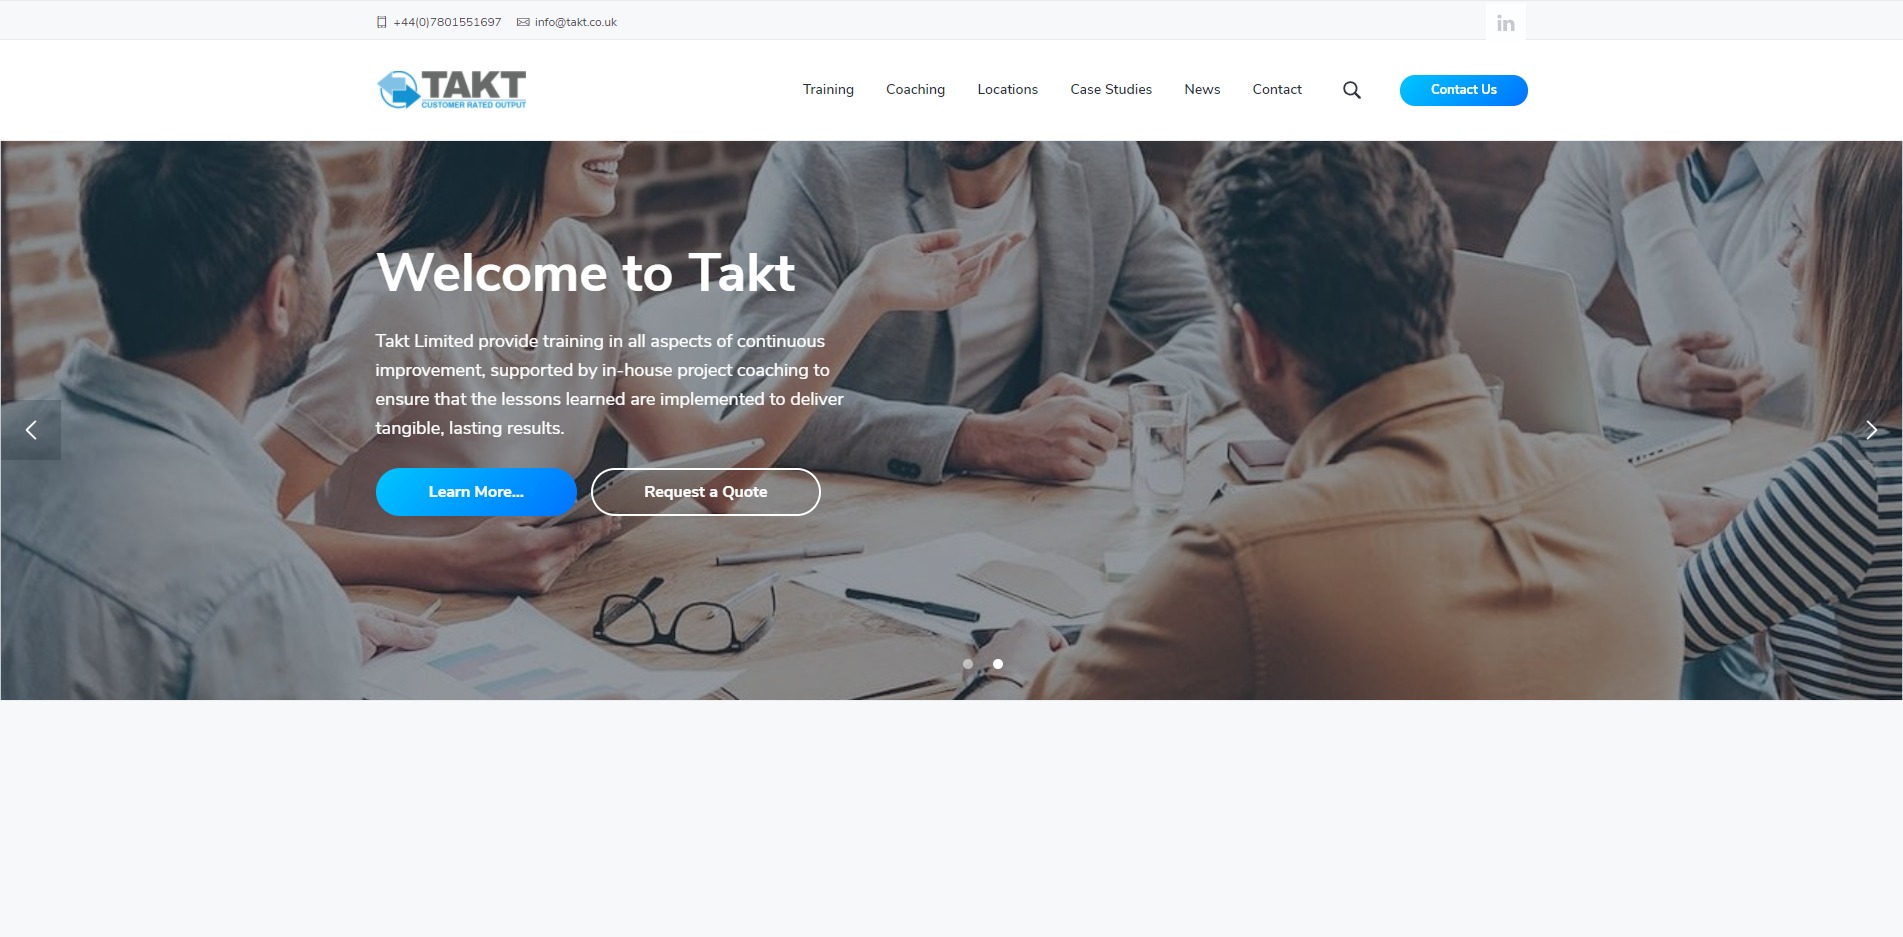 +44(0)7801551697 info@takt.co.uk
in
TAKT
CUSTOMER RATED OUTPUT
Training Coaching Locations Case Studies News Contact Contact Us
Welcome to Takt
Takt Limited provide training in all aspects of continuous
improvement, supported by in-house project coaching to
ensure that the lessons learned are implemented to deliver
tangible, lasting results.
Learn More... Request a Quote